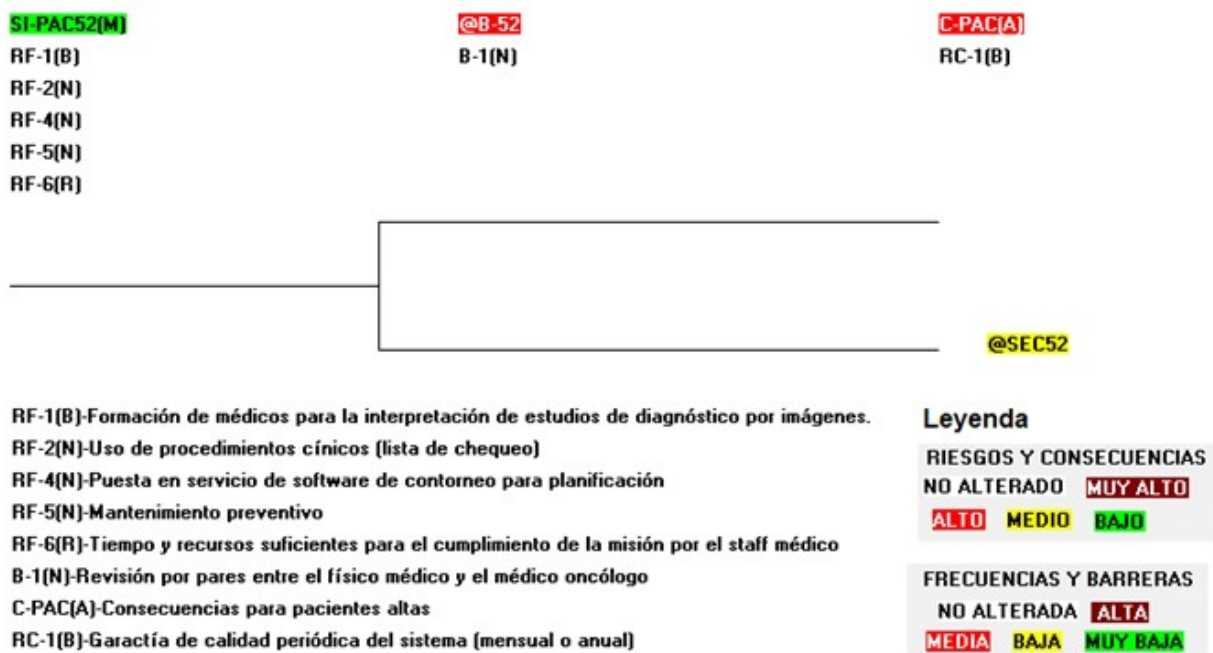 SI-PAC52(M) @B-52 C-PAC(A)
RF-1(B) B-1(N) RC-1(B)
RF-2(N)
RF-4(N)
RF-5(N)
RF-6(R)
@SEC52
RF-1(B)-Formación de médicos para la interpretación de estudios de diagnóstico por imágenes.
RF-2(N)-Uso de procedimientos cínicos (lista de chequeo)
RF-4(N)-Puesta en servicio de software de contorneo para planificación
RF-5(N)-Mantenimiento preventivo
RF-6(R)-Tiempo y recursos suficientes para el cumplimiento de la misión por el staff médico
B-1(N)-Revisión por pares entre el físico médico y el médico oncólogo
C-PAC(A)-Consecuencias para pacientes altas
RC-1(B)-Garactía de calidad periódica del sistema (mensual o anual)
Leyenda
RIESGOS Y CONSECUENCIAS
NO ALTERADO MUY ALTO
ALTO MEDIO BAJO
FRECUENCIAS Y BARRERAS
NO ALTERADA ALTA
MEDIA BAJA MUY BAJA